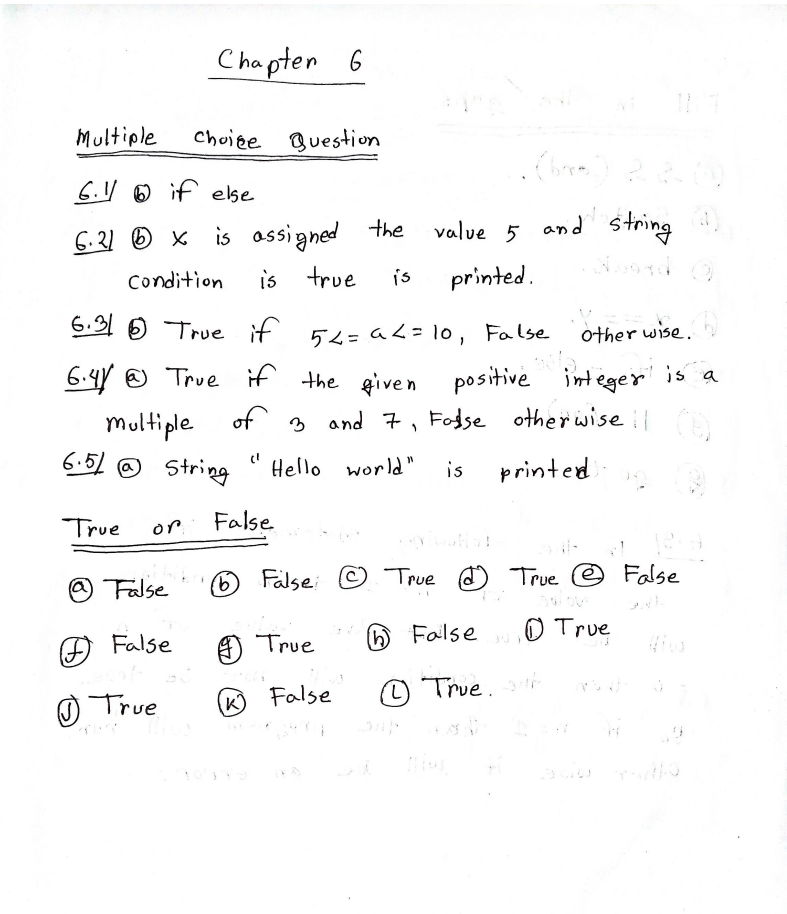 Chapter 6
Multiple Choice Question
6.1/ ⓑ if else
6.2/ ⓑ X is assigned the value 5 and string
condition is true is printed.
6.3/ ⓑ True if 5<= a<= 10, False otherwise.
6.4/ ⓐ True if the given positive integer is a
multiple of 3 and 7, False otherwise
6.5/ ⓐ String "Hello world" is printed
True or False
ⓐ False ⓑ False ⓒ True ⓓ True ⓔ False
ⓕ False ⓖ True ⓗ False ⓘ True
ⓙ True ⓚ False Ⓛ True.